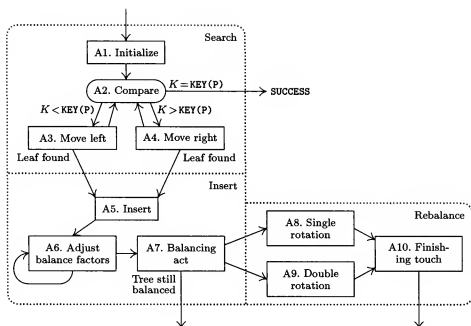 Search
A1. Initialize
A2. Compare
K = KEY(P)
SUCCESS
K < KEY(P)
K > KEY(P)
A3. Move left
A4. Move right
Leaf found
Leaf found
Insert
A5. Insert
Rebalance
A6. Adjust
balance factors
A7. Balancing
act
Tree still
balanced
A8. Single
rotation
A9. Double
rotation
A10. Finish-
ing touch